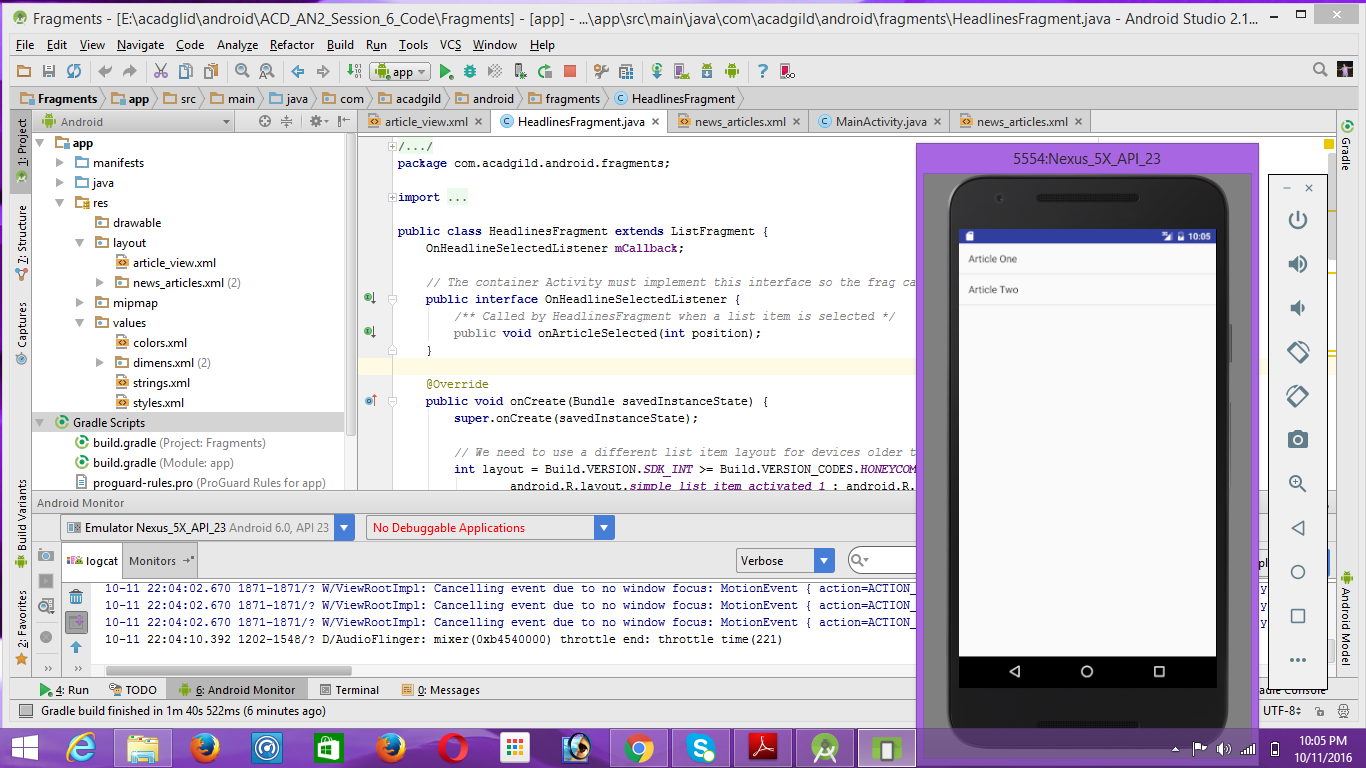 Fragments - [E:\acadglid\android\ACD_AN2_Session_6_Code\Fragments] - [app] - ...\app\src\main\java\com\acadgild\android\fragments\HeadlinesFragment.java - Android Studio 2.1...
File Edit View Navigate Code Analyze Refactor Build Run Tools VCS Window Help
app
Fragments app src main java com acadgild android fragments HeadlinesFragment
Android
article_view.xml HeadlinesFragment.java news_articles.xml MainActivity.java news_articles.xml
1: Project
7: Structure
Captures
Build Variants
2: Favorites
app
manifests
java
res
drawable
layout
article_view.xml
news_articles.xml (2)
mipmap
values
colors.xml
dimens.xml (2)
strings.xml
styles.xml
Gradle Scripts
build.gradle (Project: Fragments)
build.gradle (Module: app)
proguard-rules.pro (ProGuard Rules for app)
/.../
package com.acadgild.android.fragments;
import ...
public class HeadlinesFragment extends ListFragment {
OnHeadlineSelectedListener mCallback;
// The container Activity must implement this interface so the frag ca
public interface OnHeadlineSelectedListener {
/** Called by HeadlinesFragment when a list item is selected */
public void onArticleSelected(int position);
}
@Override
public void onCreate(Bundle savedInstanceState) {
super.onCreate(savedInstanceState);
// We need to use a different list item layout for devices older t
int layout = Build.VERSION.SDK_INT >= Build.VERSION_CODES.HONEYCOM
android.R.layout.simple_list_item_activated_1 : android.R.
5554:Nexus_5X_API_23
10:05
Article One
Article Two
Gradle
Android Model
Android Monitor
Emulator Nexus_5X_API_23 Android 6.0, API 23 No Debuggable Applications
logcat Monitors Verbose
10-11 22:04:02.670 1871-1871/? W/ViewRootImpl: Cancelling event due to no window focus: MotionEvent { action=ACTION_
10-11 22:04:02.670 1871-1871/? W/ViewRootImpl: Cancelling event due to no window focus: MotionEvent { action=ACTION_
10-11 22:04:02.670 1871-1871/? W/ViewRootImpl: Cancelling event due to no window focus: MotionEvent { action=ACTION_
10-11 22:04:10.392 1202-1548/? D/AudioFlinger: mixer(0xb4540000) throttle end: throttle time(221)
4: Run TODO 6: Android Monitor Terminal 0: Messages
Gradle build finished in 1m 40s 522ms (6 minutes ago) UTF-8
10:05 PM
10/11/2016